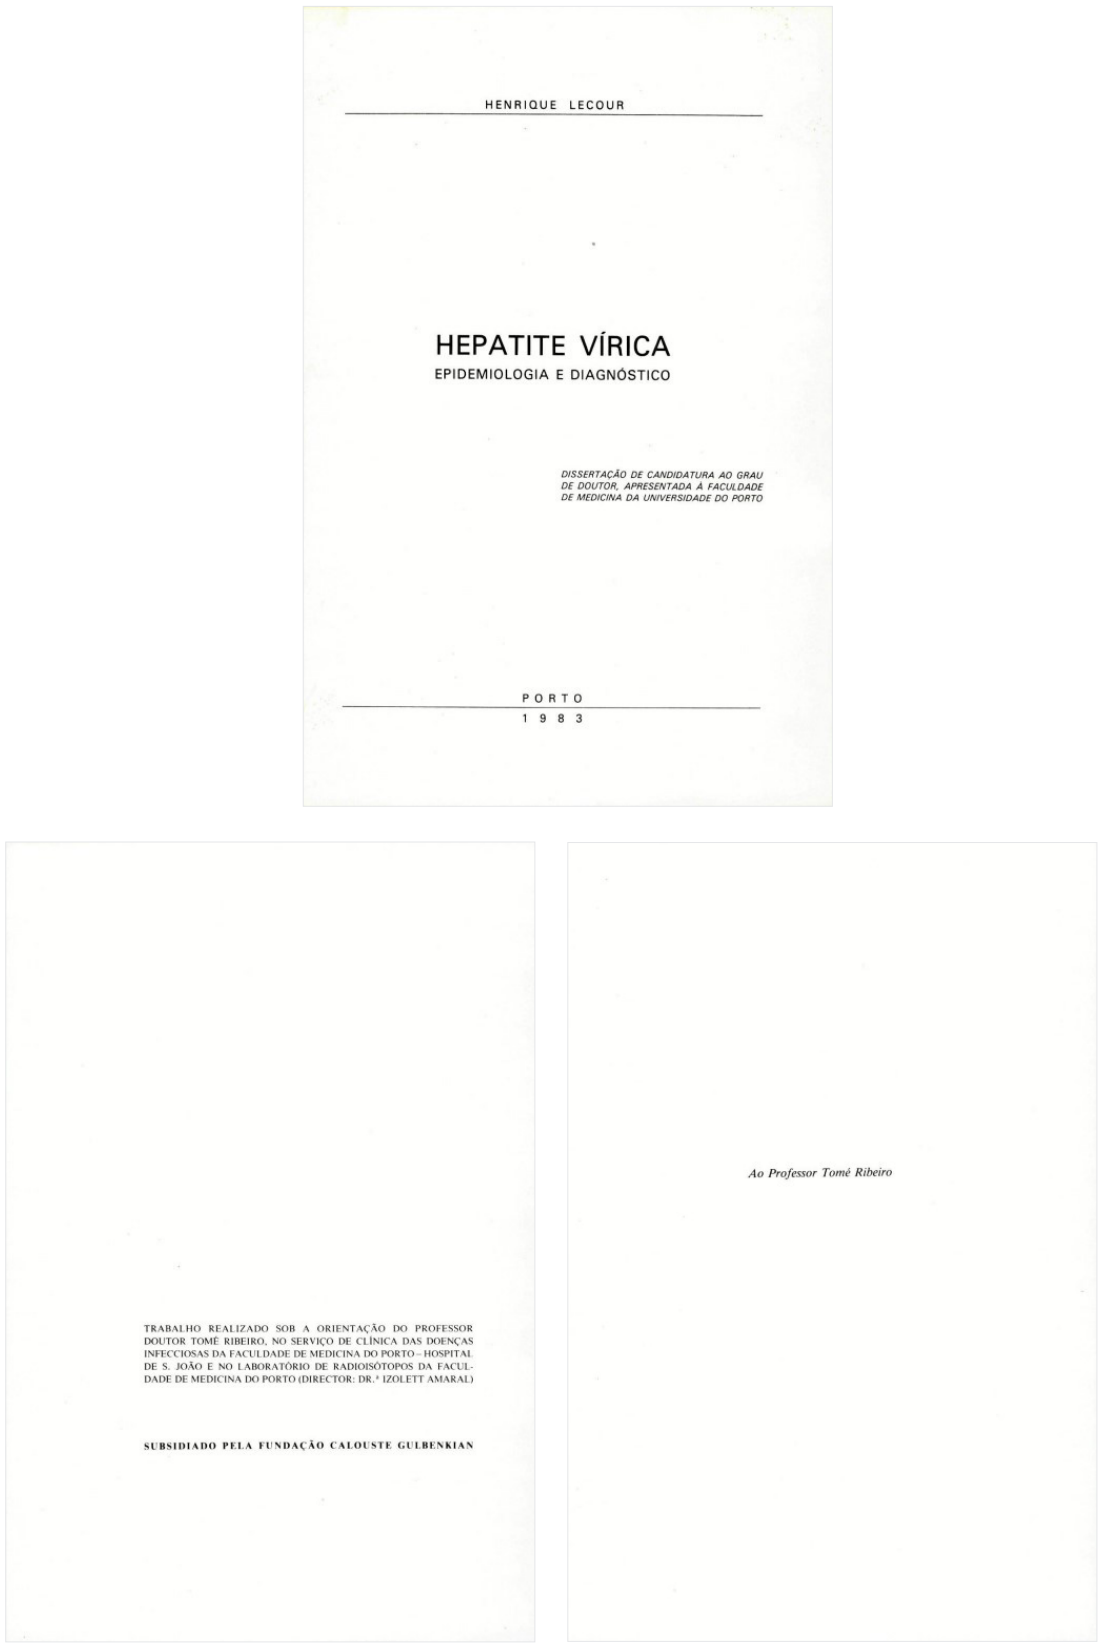 HENRIQUE LECOUR
HEPATITE VÍRICA
EPIDEMIOLOGIA E DIAGNÓSTICO
DISSERTAÇÃO DE CANDIDATURA AO GRAU
DE DOUTOR, APRESENTADA À FACULDADE
DE MEDICINA DA UNIVERSIDADE DO PORTO
PORTO
1983
TRABALHO REALIZADO SOB A ORIENTAÇÃO DO PROFESSOR
DOUTOR TOMÉ RIBEIRO, NO SERVIÇO DE CLÍNICA DAS DOENÇAS
INFECCIOSAS DA FACULDADE DE MEDICINA DO PORTO – HOSPITAL
DE S. JOÃO E NO LABORATÓRIO DE RADIOISÓTOPOS DA FACUL-
DADE DE MEDICINA DO PORTO (DIRECTOR: DR.ª IZOLETT AMARAL)
SUBSIDIADO PELA FUNDAÇÃO CALOUSTE GULBENKIAN
Ao Professor Tomé Ribeiro